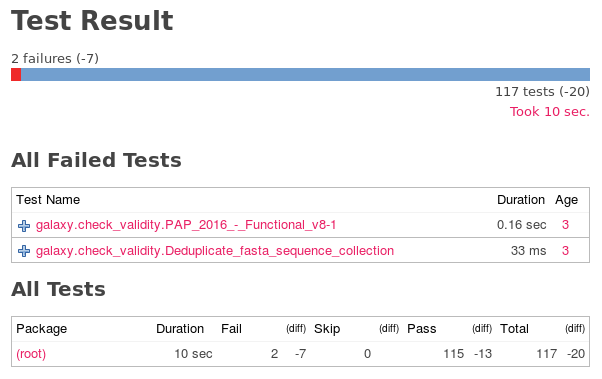 Test Result
2 failures (-7)
117 tests (-20)
Took 10 sec.
All Failed Tests
Test Name Duration Age
galaxy.check_validity.PAP_2016_-_Functional_v8-1 0.16 sec 3
galaxy.check_validity.Deduplicate_fasta_sequence_collection 33 ms 3
All Tests
Package Duration Fail (diff) Skip (diff) Pass (diff) Total (diff)
(root) 10 sec 2 -7 0 115 -13 117 -20